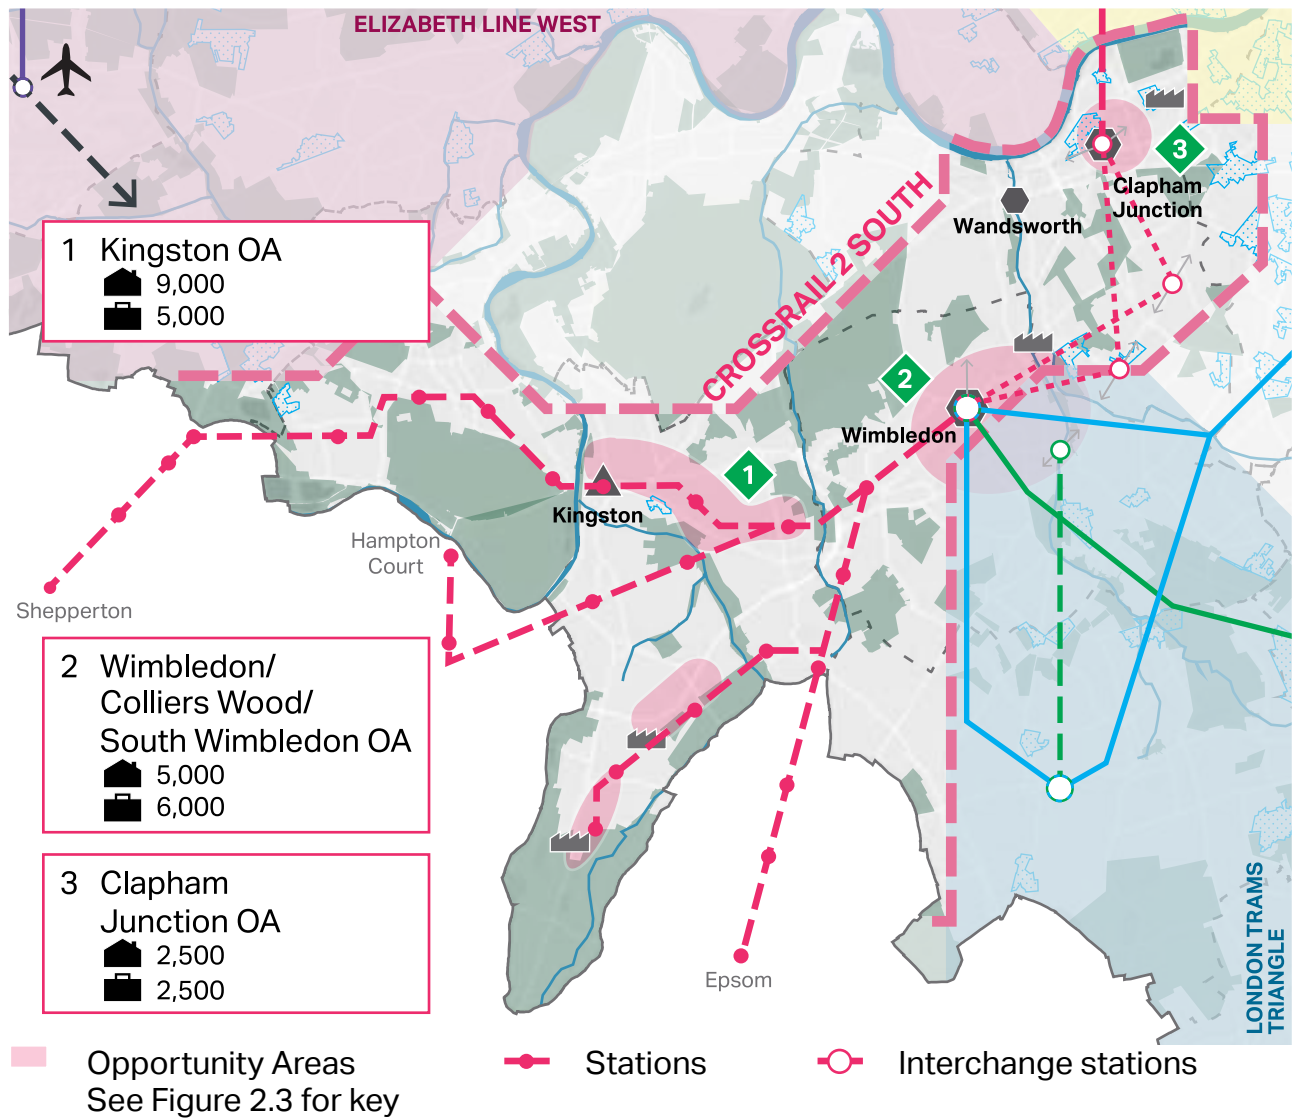 ELIZABETH LINE WEST
3
Clapham
Junction
Wandsworth
CROSSRAIL 2 SOUTH
1 Kingston OA
9,000
5,000
2
Wimbledon
1
Kingston
Hampton
Court
Shepperton
2 Wimbledon/
Colliers Wood/
South Wimbledon OA
5,000
6,000
3 Clapham
Junction OA
2,500
2,500
Epsom
LONDON TRAMS
TRIANGLE
Opportunity Areas
See Figure 2.3 for key
Stations
Interchange stations